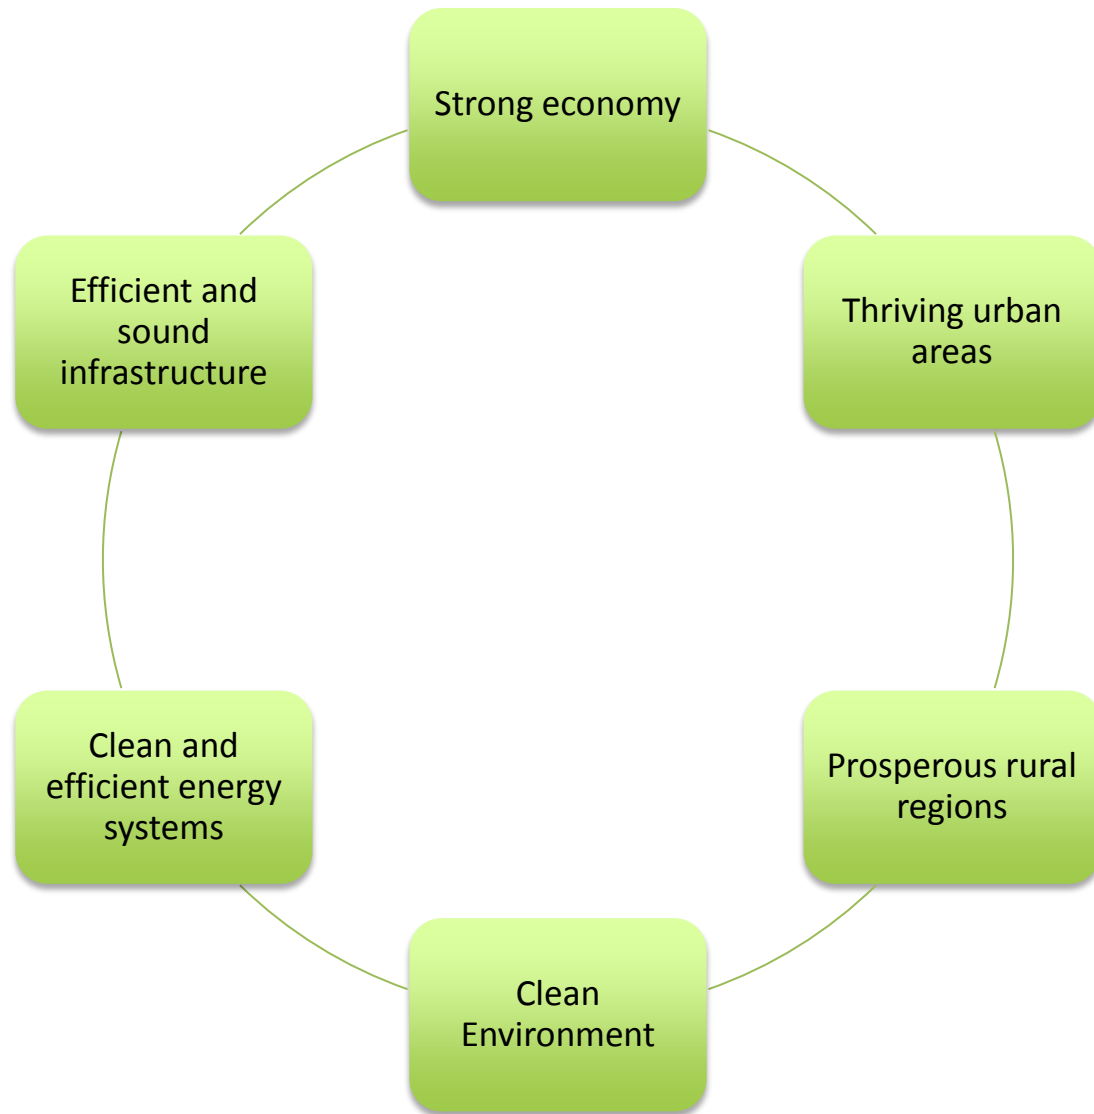 Strong economy
Thriving urban
areas
Prosperous rural
regions
Clean
Environment
Clean and
efficient energy
systems
Efficient and
sound
infrastructure